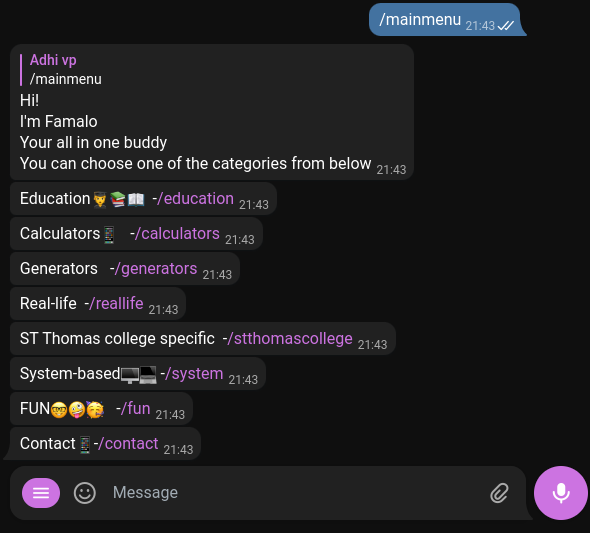 /mainmenu 21:43
Adhi vp
/mainmenu
Hi!
I'm Famalo
Your all in one buddy
You can choose one of the categories from below 21:43
Education👨‍🎓📚📖 -/education 21:43
Calculators📱 -/calculators 21:43
Generators -/generators 21:43
Real-life -/reallife 21:43
ST Thomas college specific -/stthomascollege 21:43
System-based🖥💻 -/system 21:43
FUN🤓🤪🥳 -/fun 21:43
Contact📱-/contact 21:43
Message